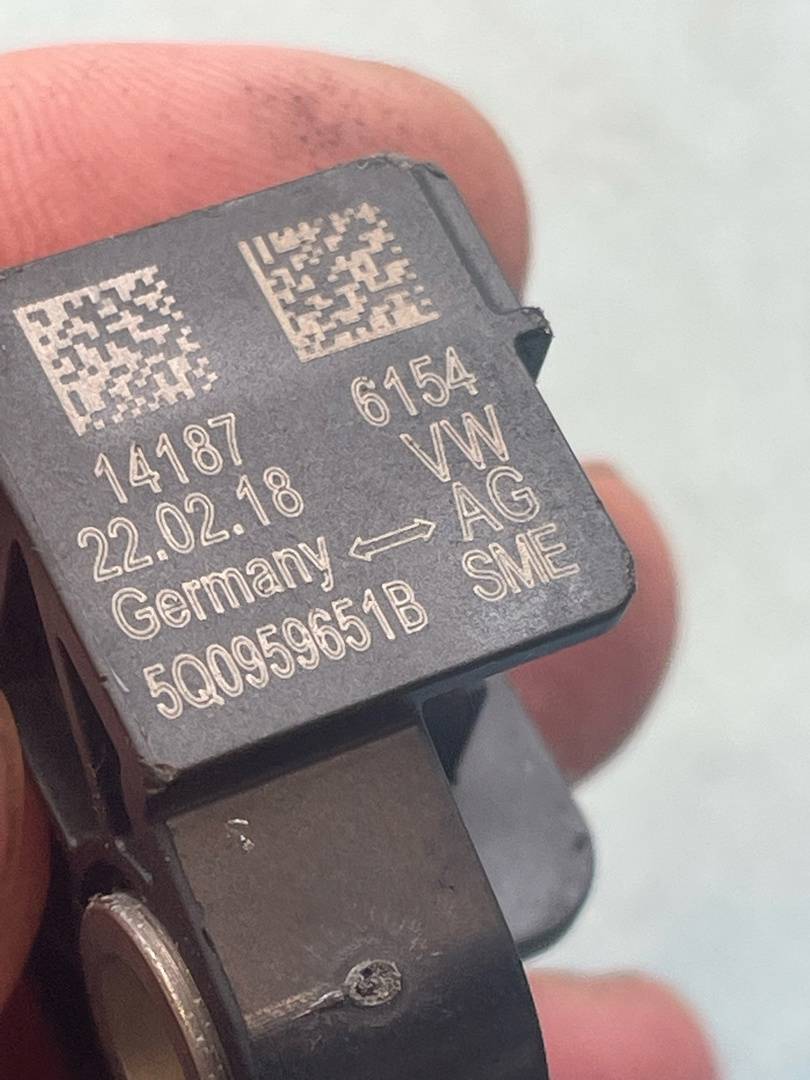 14187 6154
22.02.18 VW
Germany ⟷ AG
5Q0959651B SME